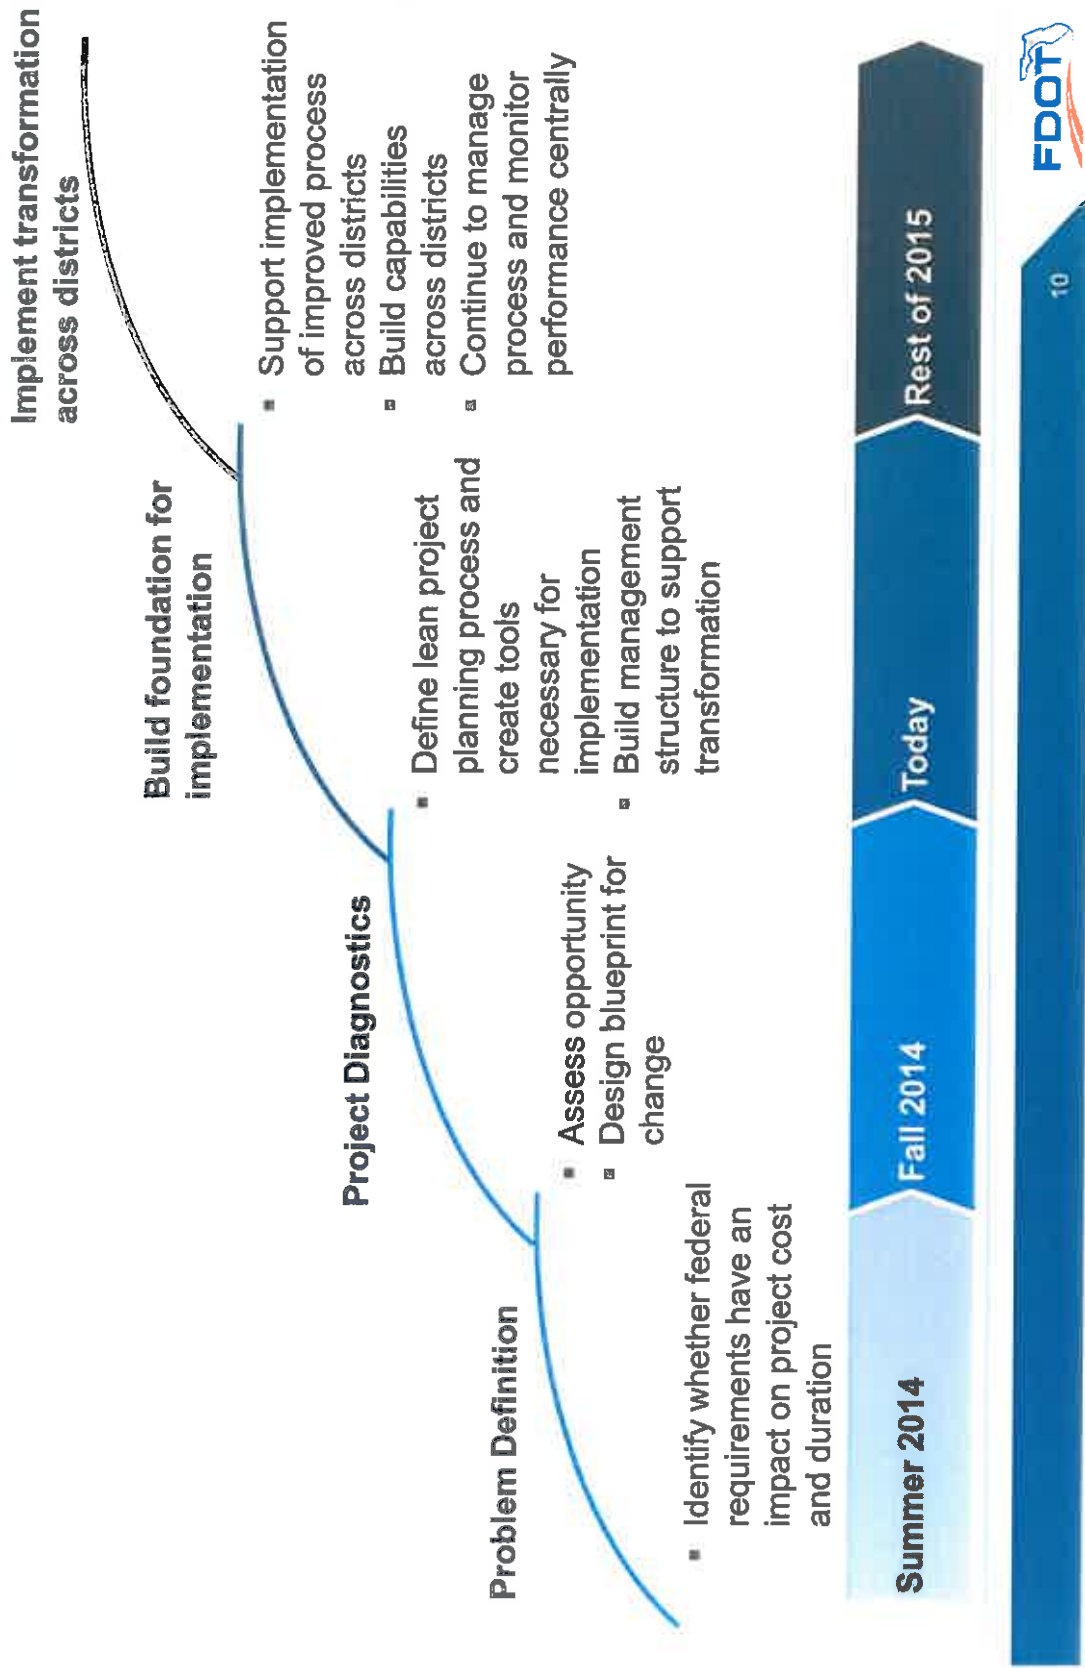 Implement transformation
across districts
Build foundation for
implementation
Project Diagnostics
Problem Definition
▪ Identify whether federal
requirements have an
impact on project cost
and duration
▪ Assess opportunity
▪ Design blueprint for
change
▪ Define lean project
planning process and
create tools
necessary for
implementation
▪ Build management
structure to support
transformation
▪ Support implementation
of improved process
across districts
▪ Build capabilities
across districts
▪ Continue to manage
process and monitor
performance centrally
Summer 2014
Fall 2014
Today
Rest of 2015
10
FDOT